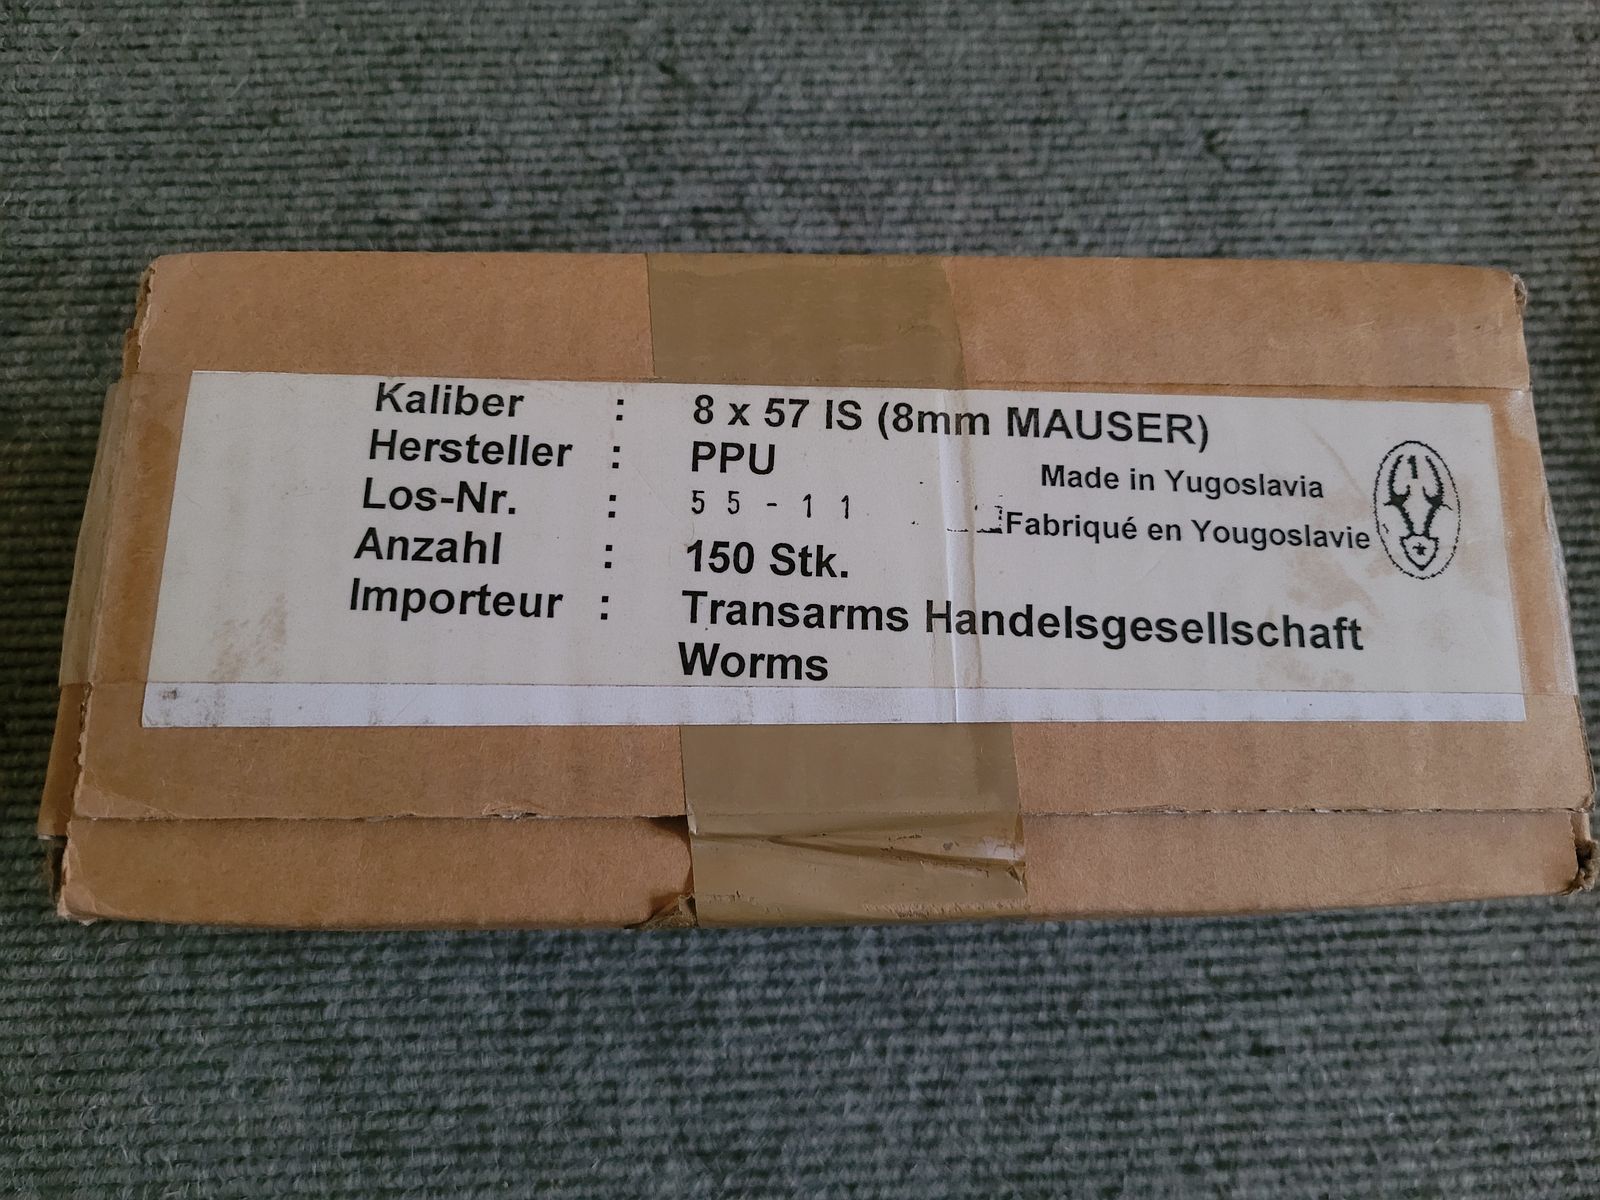 Kaliber : 8 x 57 IS (8mm MAUSER)
Hersteller : PPU
Made in Yugoslavia
Los-Nr. : 55-11
Fabriqué en Yougoslavie
1
Anzahl : 150 Stk.
Importeur : Transarms Handelsgesellschaft
Worms